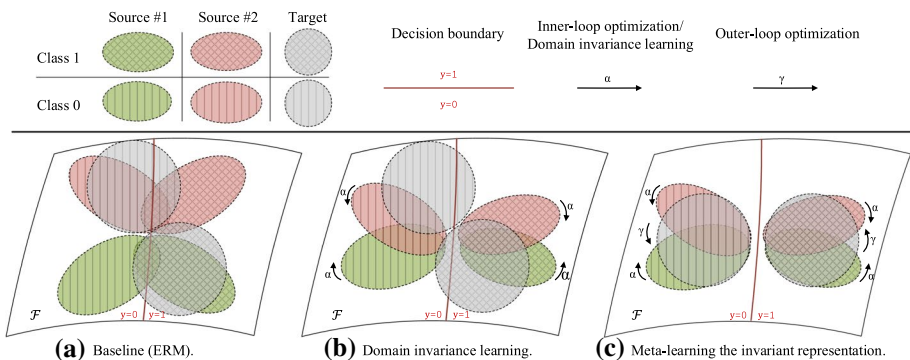 Source #1 Source #2 Target
Class 1
Class 0
Decision boundary
y=1
y=0
Inner-loop optimization/
Domain invariance learning
α
Outer-loop optimization
γ
ℱ
y=0 y=1
(a) Baseline (ERM).
α α
α α
y=0 y=1
ℱ
(b) Domain invariance learning.
α α
γ γ
α α
y=0 y=1
ℱ
(c) Meta-learning the invariant representation.